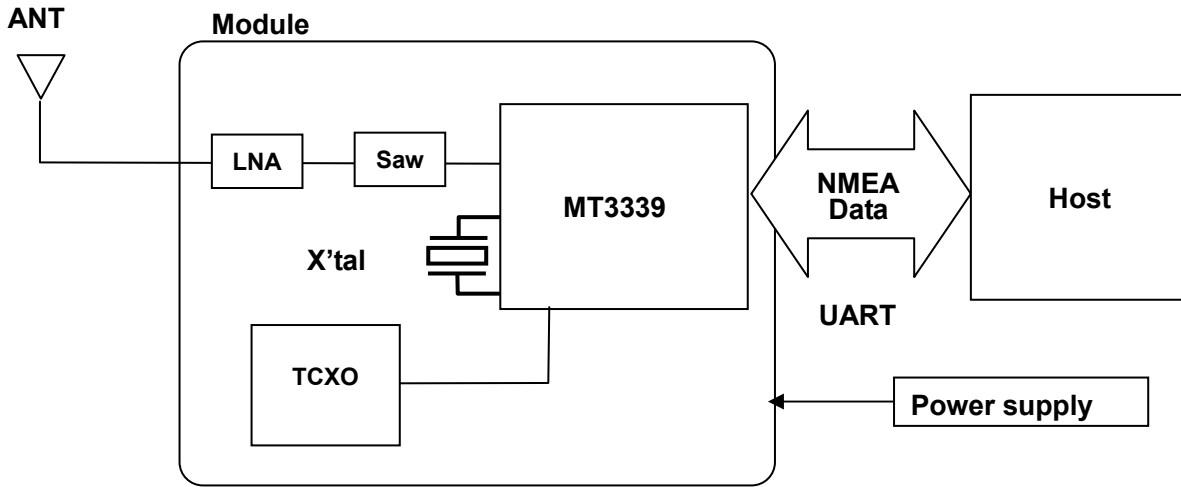 ANT
Module
LNA
Saw
MT3339
NMEA
Data
Host
X’tal
UART
TCXO
Power supply